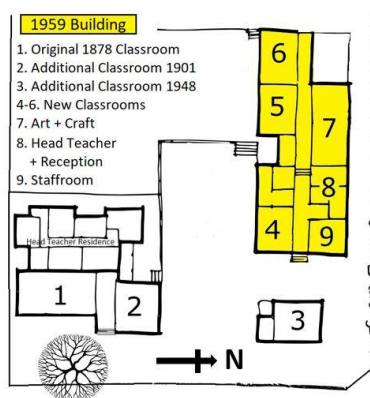 1959 Building
1. Original 1878 Classroom
2. Additional Classroom 1901
3. Additional Classroom 1948
4-6. New Classrooms
7. Art + Craft
8. Head Teacher
+ Reception
9. Staffroom
6
5
7
8
4
9
Head Teacher Residence
1
2
3
N